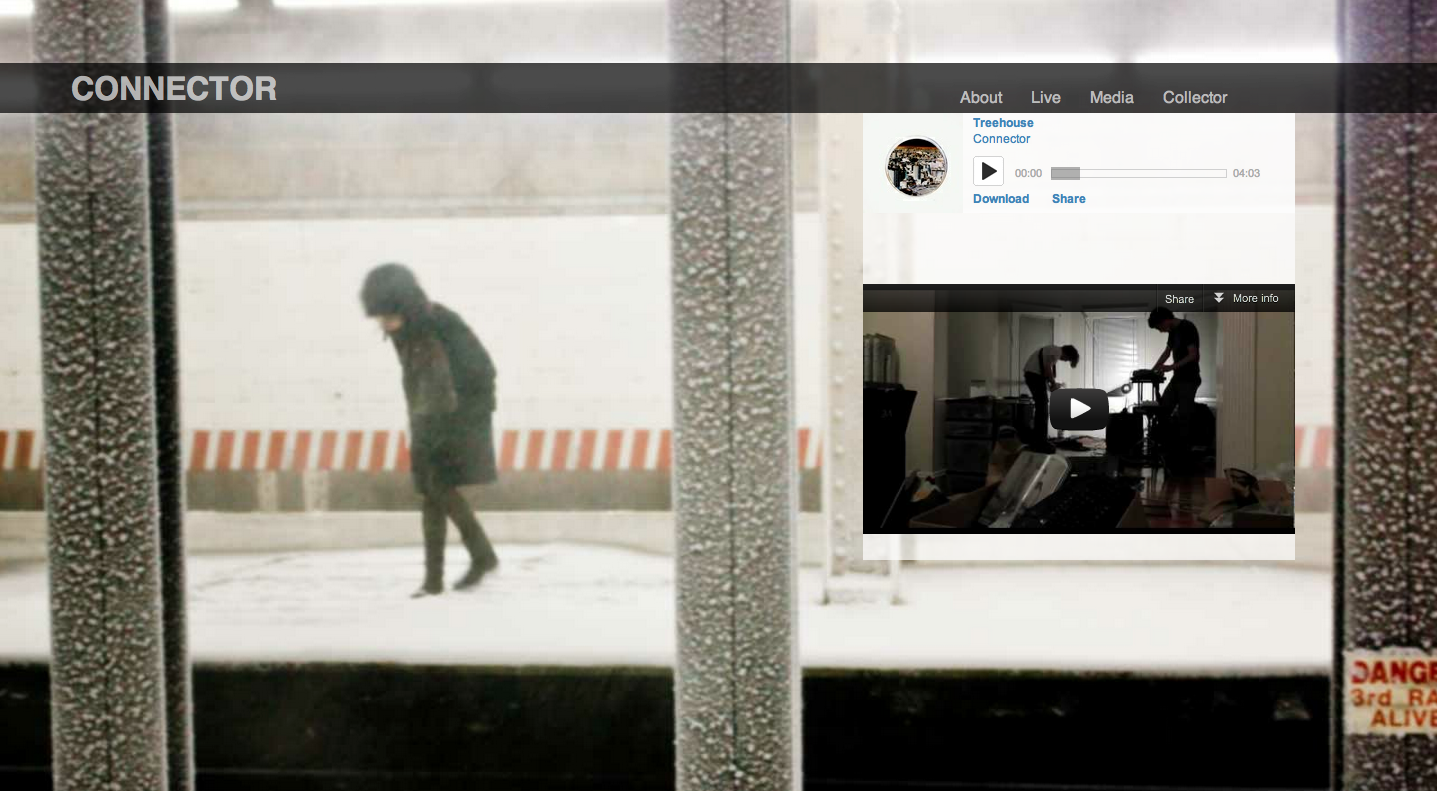 CONNECTOR
About Live Media Collector
Treehouse
Connector
00:00 04:03
Download Share
Share More info
DANGE
3rd RA
ALIVE